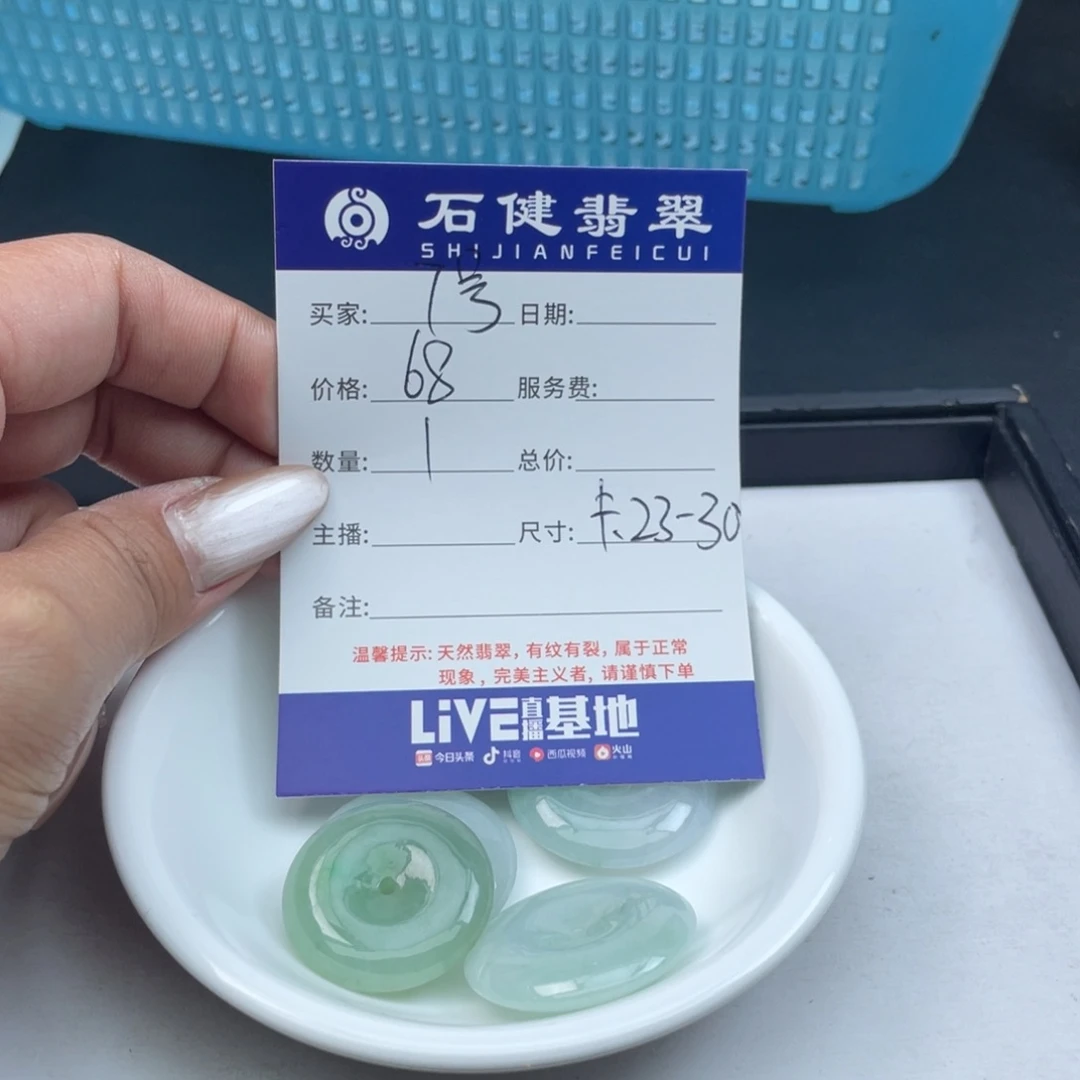 石健翡翠
SHIJIANFEICUI
买家: 7号 日期:
价格: 68 服务费:
数量: 1 总价:
主播: 尺寸: 卡.23-30
备注:
温馨提示: 天然翡翠, 有纹有裂, 属于正常
现象, 完美主义者, 请谨慎下单
LiVE直播基地
头条 今日头条 抖音 西瓜视频 火山